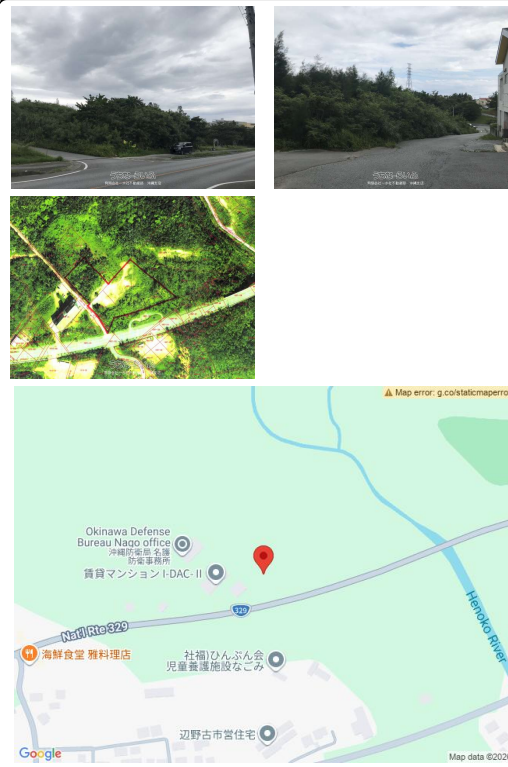 Map error: g.co/staticmaperro
Okinawa Defense
Bureau Nago office
沖縄防衛局 名護
防衛事務所
賃貸マンション I-DAC-Ⅱ
329
Nat'l Rte 329
海鮮食堂 雅料理店
社福)ひんぷん会
児童養護施設なごみ
Henoko River
辺野古市営住宅
Google
Map data ©202